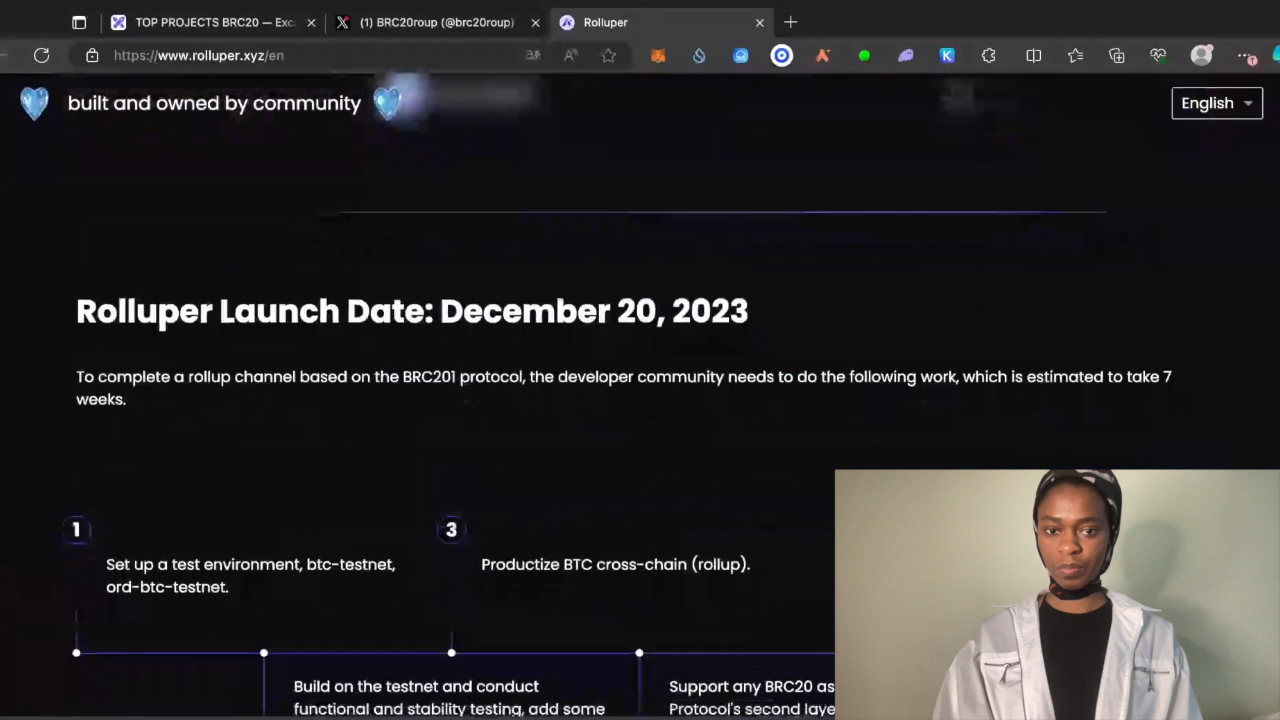 TOP PROJECTS BRC20 — Exc
(1) BRC20roup (@brc20roup)
Rolluper
https://www.rolluper.xyz/en
built and owned by community
English
Rolluper Launch Date: December 20, 2023
To complete a rollup channel based on the BRC201 protocol, the developer community needs to do the following work, which is estimated to take 7
weeks.
1
Set up a test environment, btc-testnet,
ord-btc-testnet.
3
Productize BTC cross-chain (rollup).
Build on the testnet and conduct
functional and stability testing, add some
Support any BRC20 as
Protocol's second laye